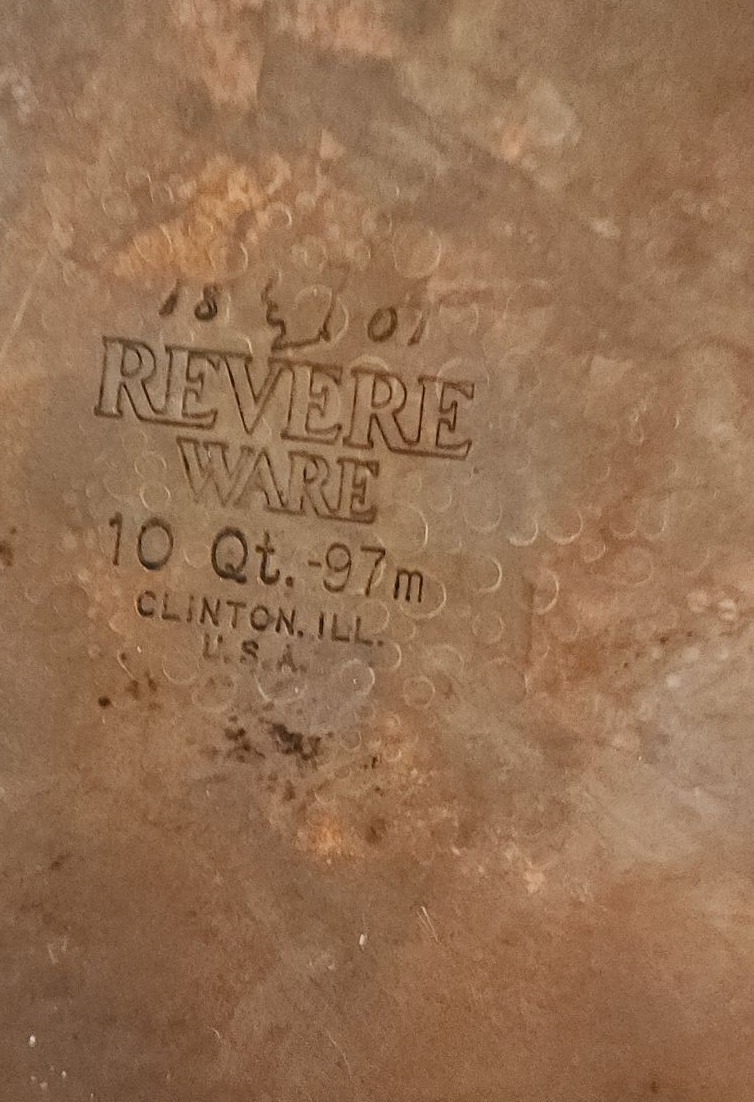 18 01
REVERE
WARE
10 Qt.-97m
CLINTON. ILL.
U.S.A.